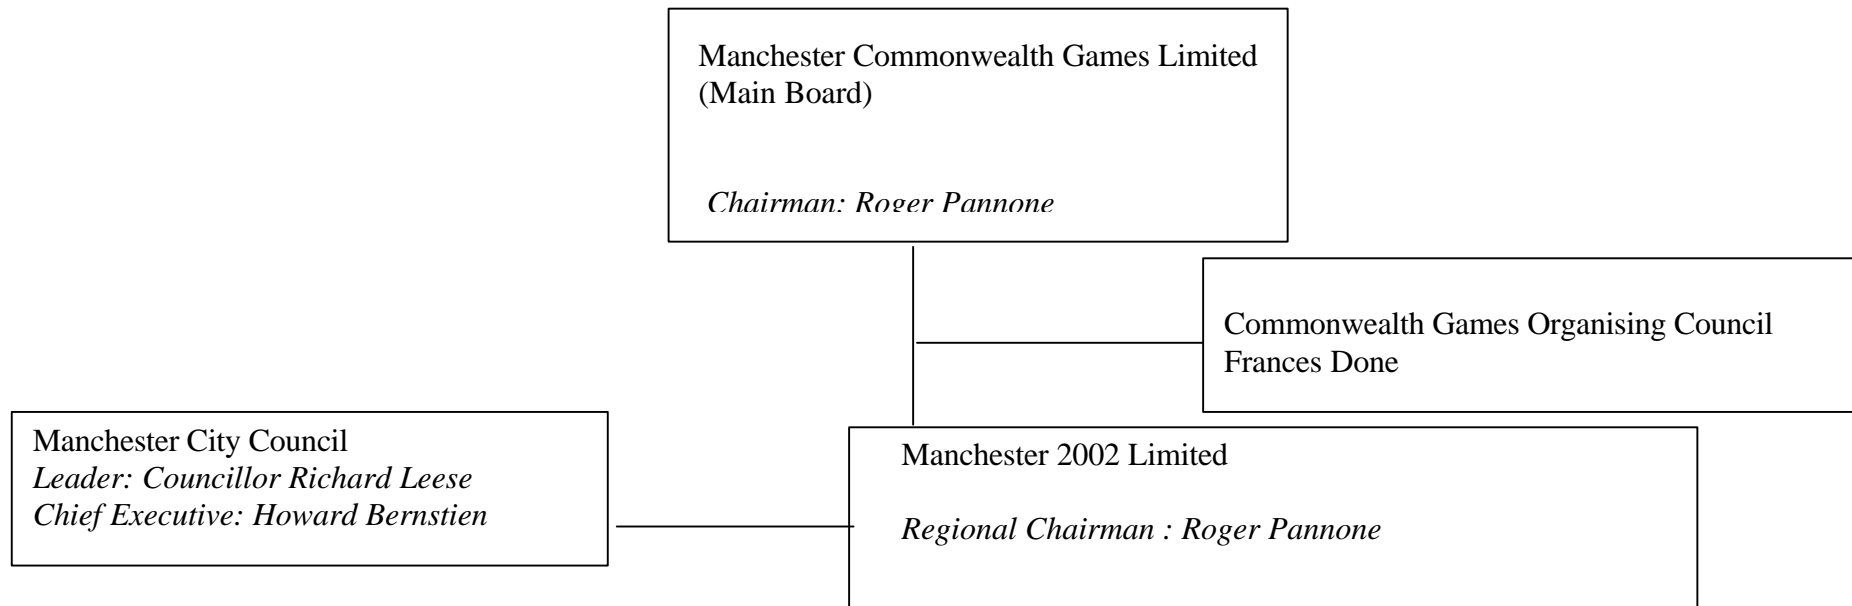 Manchester Commonwealth Games Limited
(Main Board)
Chairman: Roger Pannone
Commonwealth Games Organising Council
Frances Done
Manchester City Council
Leader: Councillor Richard Leese
Chief Executive: Howard Bernstien
Manchester 2002 Limited
Regional Chairman : Roger Pannone